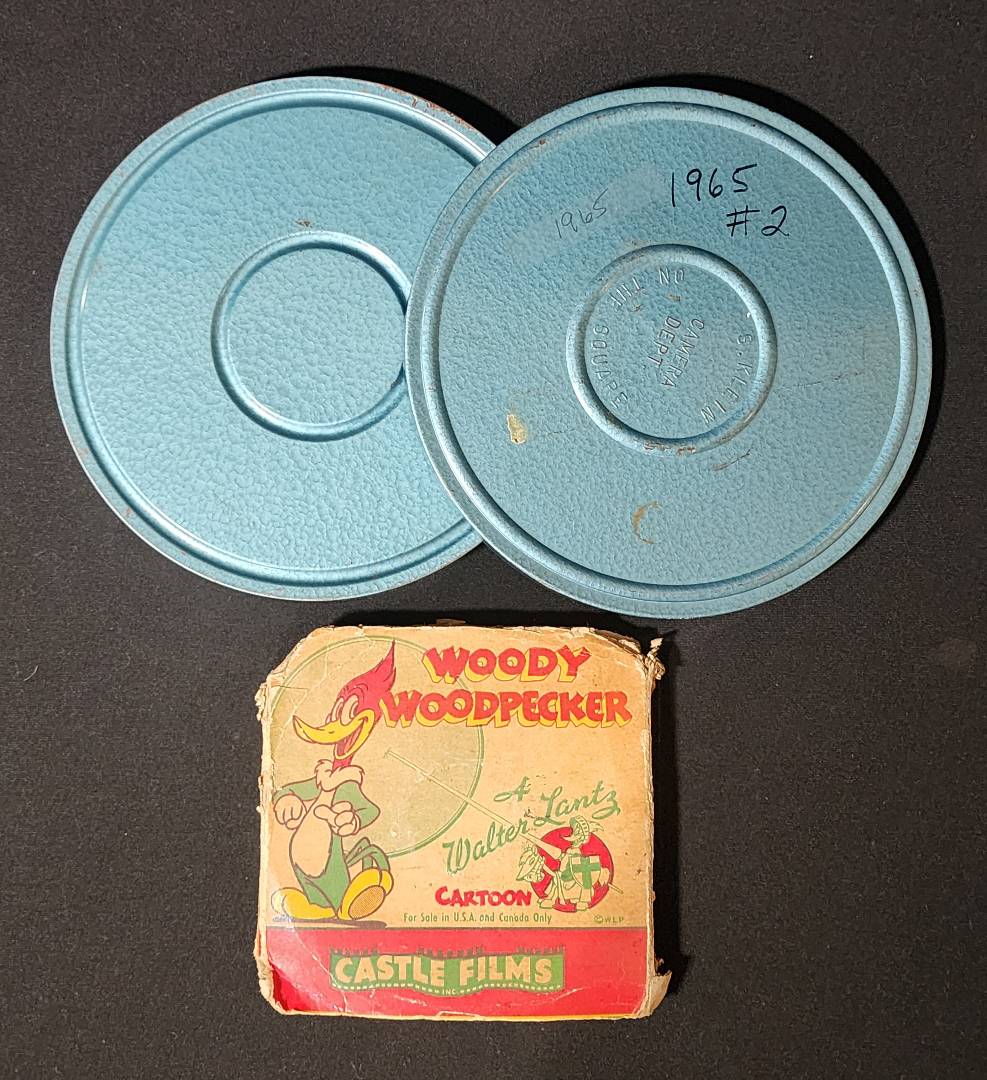 1965
1965
#2
S. KLEIN
ON THE SQUARE
CAMERA
DEPT.
WOODY
WOODPECKER
A
Walter Lantz
CARTOON
For Sale in U.S.A. and Canada Only
©WLP
CASTLE FILMS
INC.